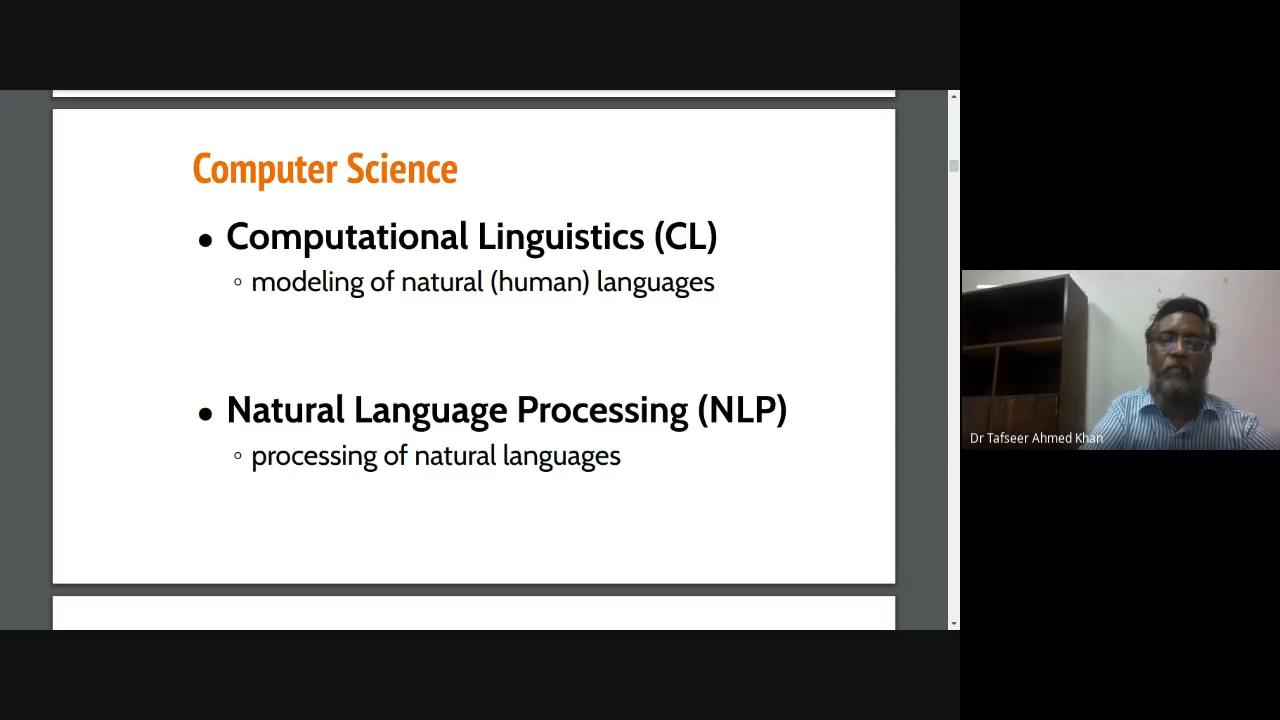 Computer Science
● Computational Linguistics (CL)
○ modeling of natural (human) languages
● Natural Language Processing (NLP)
○ processing of natural languages
Dr Tafseer Ahmed Khan